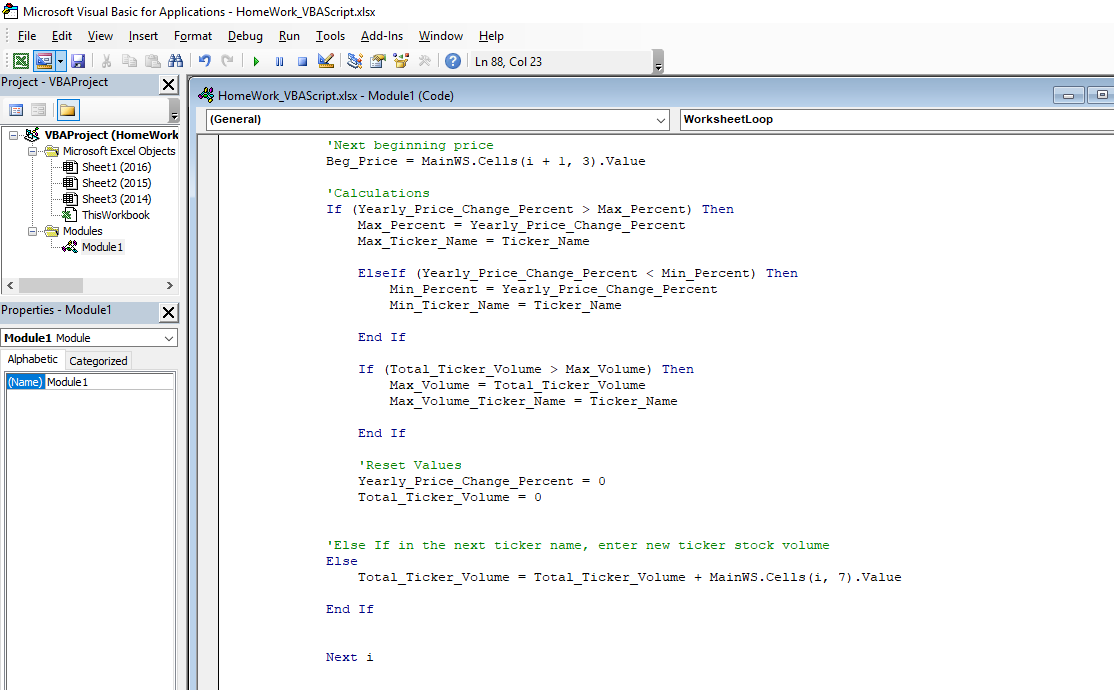 Microsoft Visual Basic for Applications - HomeWork_VBAScript.xlsx
File Edit View Insert Format Debug Run Tools Add-Ins Window Help
Ln 88, Col 23
Project - VBAProject
VBAProject (HomeWork
Microsoft Excel Objects
Sheet1 (2016)
Sheet2 (2015)
Sheet3 (2014)
ThisWorkbook
Modules
Module1
Properties - Module1
Module1 Module
Alphabetic Categorized
(Name) Module1
HomeWork_VBAScript.xlsx - Module1 (Code)
(General) WorksheetLoop
'Next beginning price
Beg_Price = MainWS.Cells(i + 1, 3).Value
'Calculations
If (Yearly_Price_Change_Percent > Max_Percent) Then
Max_Percent = Yearly_Price_Change_Percent
Max_Ticker_Name = Ticker_Name
ElseIf (Yearly_Price_Change_Percent < Min_Percent) Then
Min_Percent = Yearly_Price_Change_Percent
Min_Ticker_Name = Ticker_Name
End If
If (Total_Ticker_Volume > Max_Volume) Then
Max_Volume = Total_Ticker_Volume
Max_Volume_Ticker_Name = Ticker_Name
End If
'Reset Values
Yearly_Price_Change_Percent = 0
Total_Ticker_Volume = 0
'Else If in the next ticker name, enter new ticker stock volume
Else
Total_Ticker_Volume = Total_Ticker_Volume + MainWS.Cells(i, 7).Value
End If
Next i